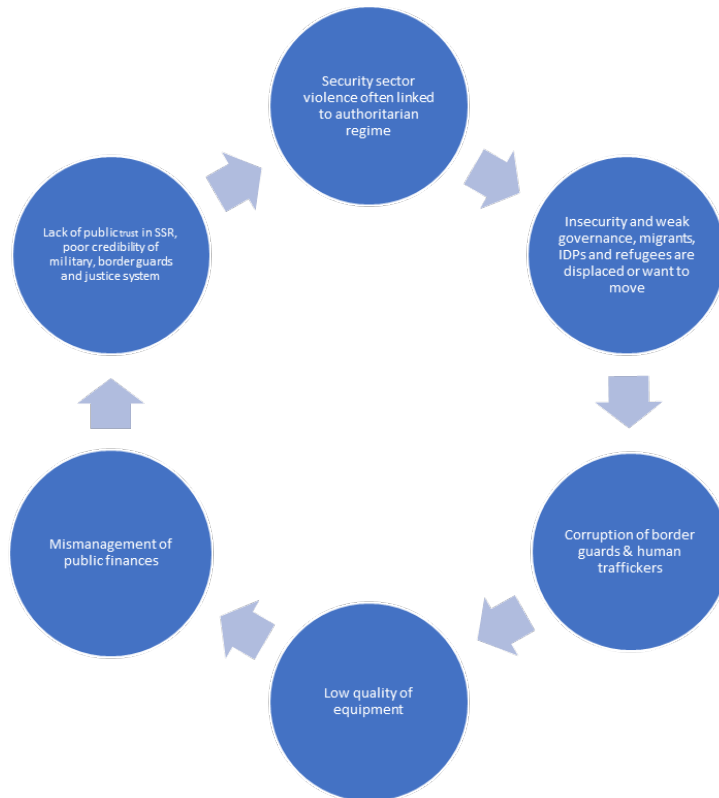 Security sector
violence often linked
to authoritarian
regime
Insecurity and weak
governance, migrants,
IDPs and refugees are
displaced or want to
move
Corruption of border
guards & human
traffickers
Low quality of
equipment
Mismanagement of
public finances
Lack of public trust in SSR,
poor credibility of
military, border guards
and justice system